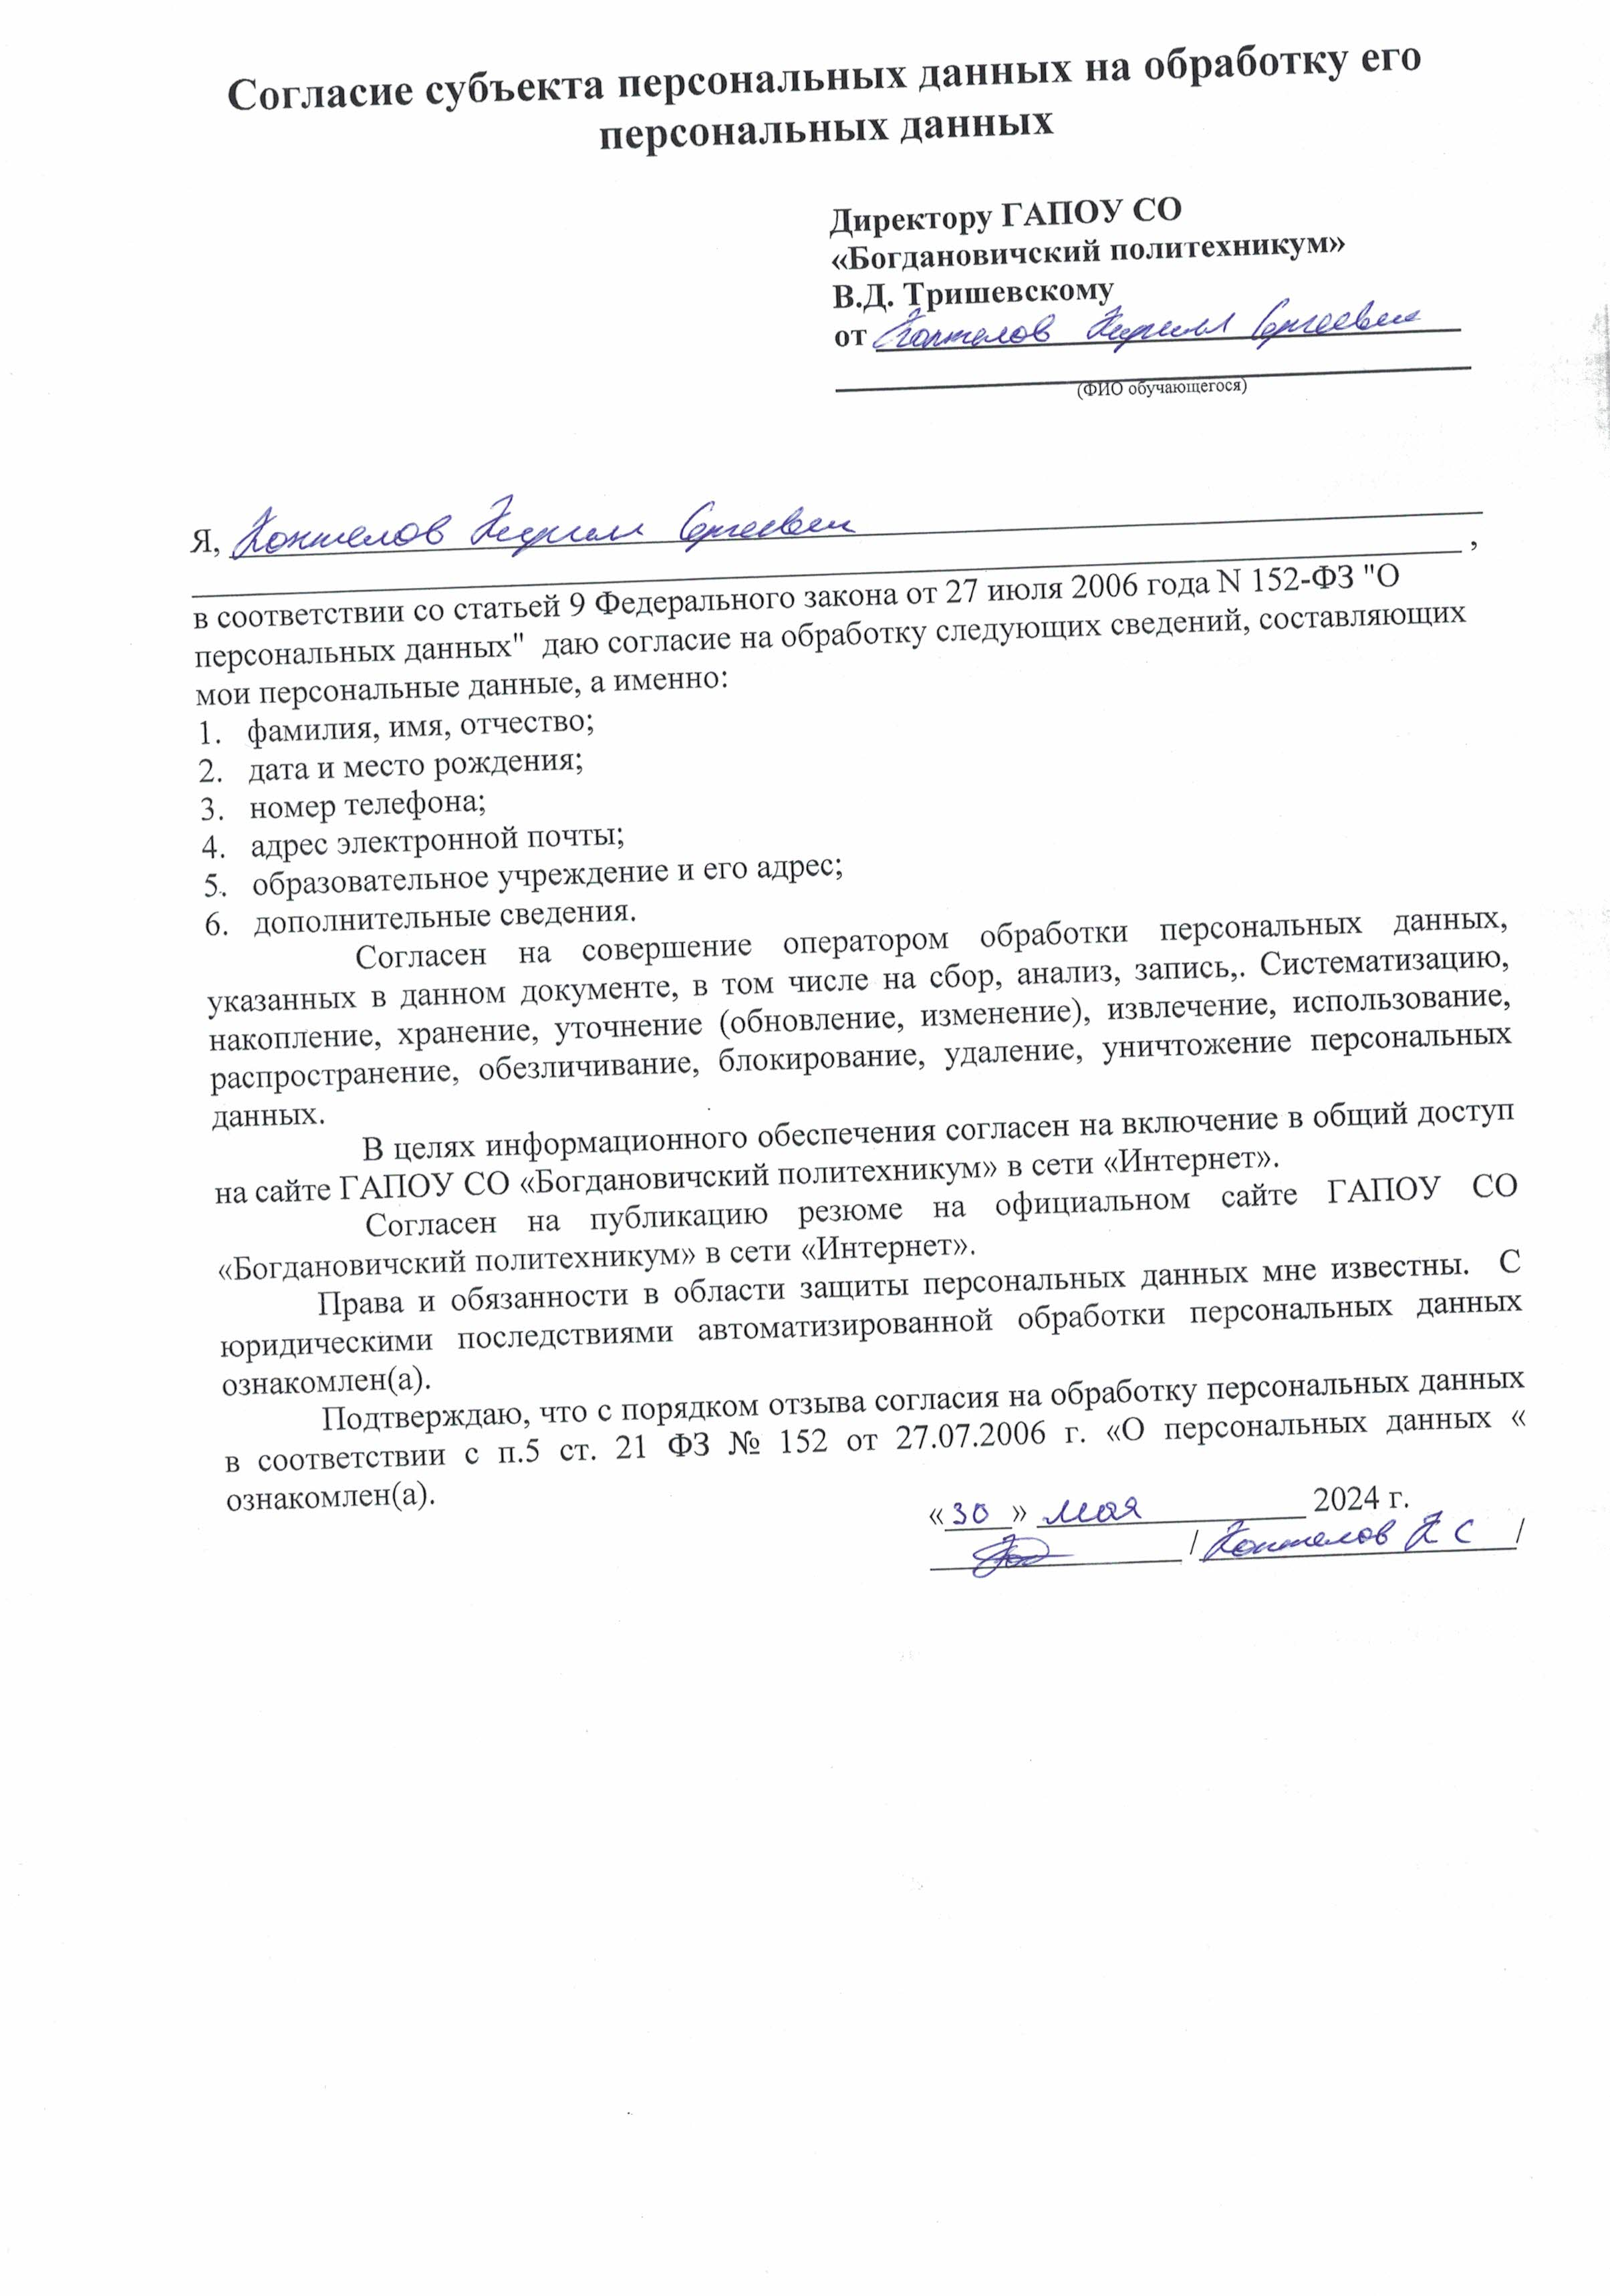 Согласие субъекта персональных данных на обработку его
персональных данных
Директору ГАПОУ СО
«Богдановичский политехникум»
В.Д. Тришевскому
от Коптелов Кирилл Сергеевич
(ФИО обучающегося)
Я, Коптелов Кирилл Сергеевич
,
в соответствии со статьей 9 Федерального закона от 27 июля 2006 года N 152-ФЗ "О
персональных данных" даю согласие на обработку следующих сведений, составляющих
мои персональные данные, а именно:
1. фамилия, имя, отчество;
2. дата и место рождения;
3. номер телефона;
4. адрес электронной почты;
5. образовательное учреждение и его адрес;
6. дополнительные сведения.
Согласен на совершение оператором обработки персональных данных,
указанных в данном документе, в том числе на сбор, анализ, запись,. Систематизацию,
накопление, хранение, уточнение (обновление, изменение), извлечение, использование,
распространение, обезличивание, блокирование, удаление, уничтожение персональных
данных.
В целях информационного обеспечения согласен на включение в общий доступ
на сайте ГАПОУ СО «Богдановичский политехникум» в сети «Интернет».
Согласен на публикацию резюме на официальном сайте ГАПОУ СО
«Богдановичский политехникум» в сети «Интернет».
Права и обязанности в области защиты персональных данных мне известны. С
юридическими последствиями автоматизированной обработки персональных данных
ознакомлен(а).
Подтверждаю, что с порядком отзыва согласия на обработку персональных данных
в соответствии с п.5 ст. 21 ФЗ № 152 от 27.07.2006 г. «О персональных данных «
ознакомлен(а).
«30» мая 2024 г.
/ Коптелов К С /